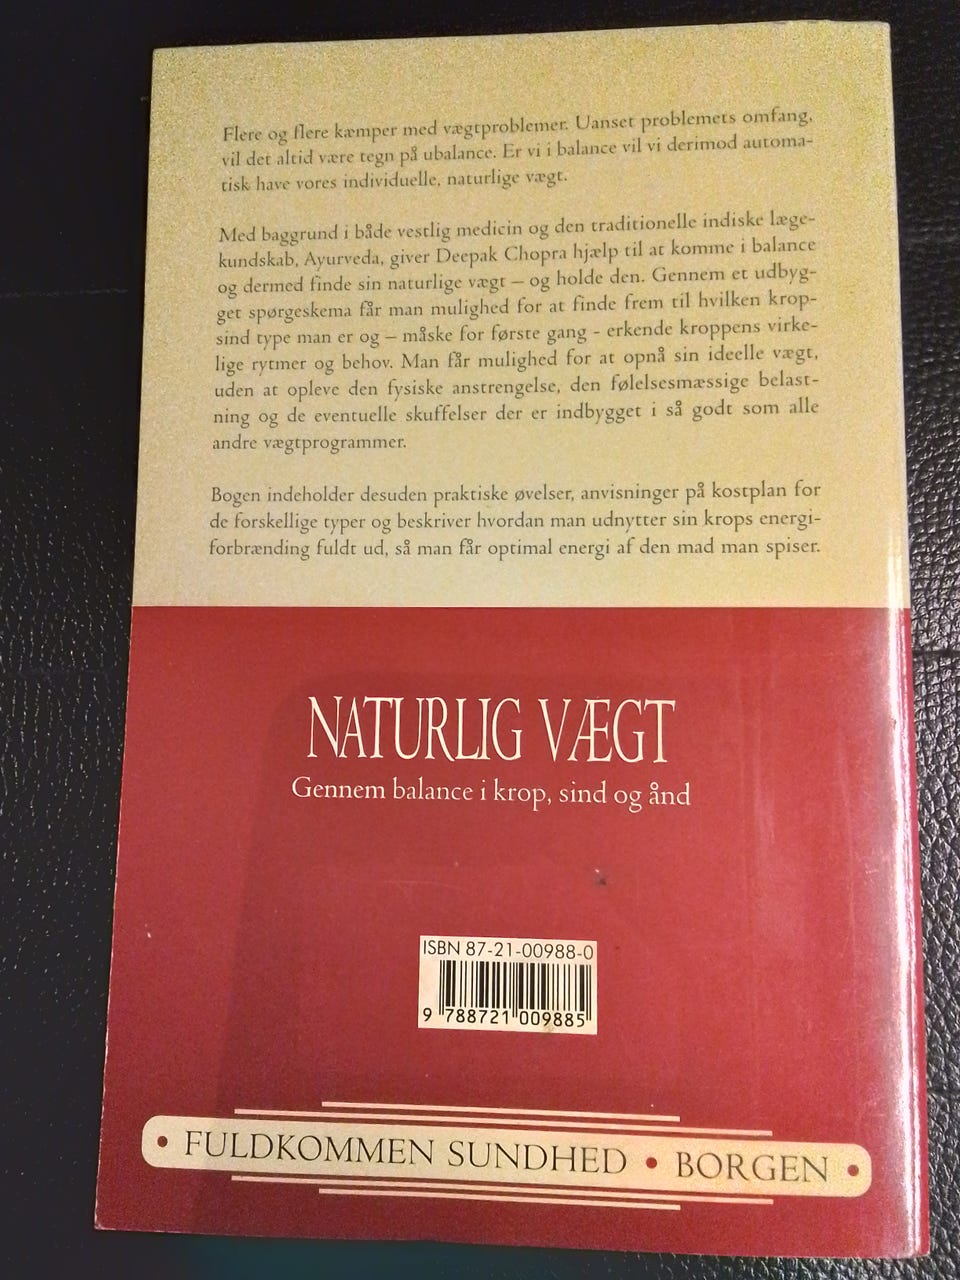 Flere og flere kæmper med vægtproblemer. Uanset problemets omfang,
vil det altid være tegn på ubalance. Er vi i balance vil vi derimod automa-
tisk have vores individuelle, naturlige vægt.
Med baggrund i både vestlig medicin og den traditionelle indiske læge-
kundskab, Ayurveda, giver Deepak Chopra hjælp til at komme i balance
og dermed finde sin naturlige vægt – og holde den. Gennem et udbyg-
get spørgeskema får man mulighed for at finde frem til hvilken krop-
sind type man er og – måske for første gang - erkende kroppens virke-
lige rytmer og behov. Man får mulighed for at opnå sin ideelle vægt,
uden at opleve den fysiske anstrengelse, den følelsesmæssige belast-
ning og de eventuelle skuffelser der er indbygget i så godt som alle
andre vægtprogrammer.
Bogen indeholder desuden praktiske øvelser, anvisninger på kostplan for
de forskellige typer og beskriver hvordan man udnytter sin krops energi-
forbrænding fuldt ud, så man får optimal energi af den mad man spiser.
NATURLIG VÆGT
Gennem balance i krop, sind og ånd
ISBN 87-21-00988-0
9 788721 009885
• FULDKOMMEN SUNDHED • BORGEN •